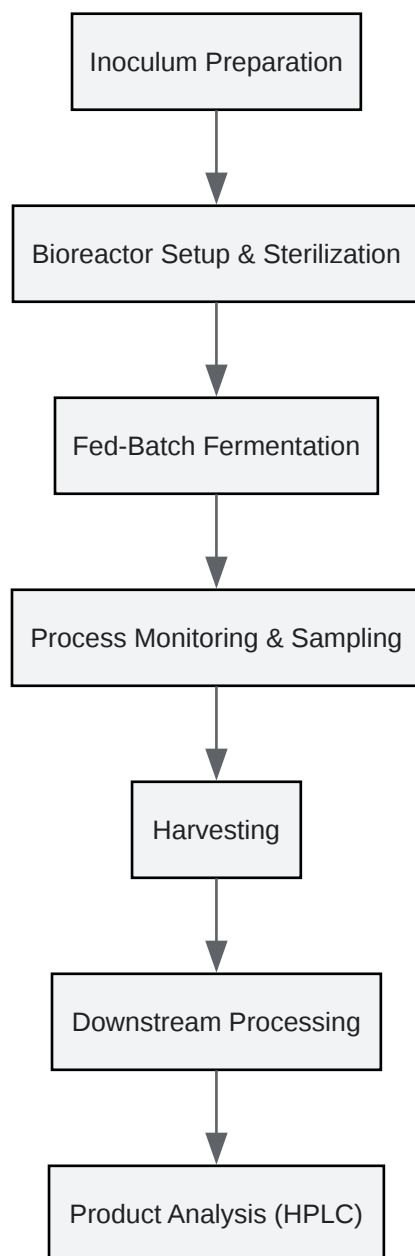 Inoculum Preparation
Bioreactor Setup & Sterilization
Fed-Batch Fermentation
Process Monitoring & Sampling
Harvesting
Downstream Processing
Product Analysis (HPLC)